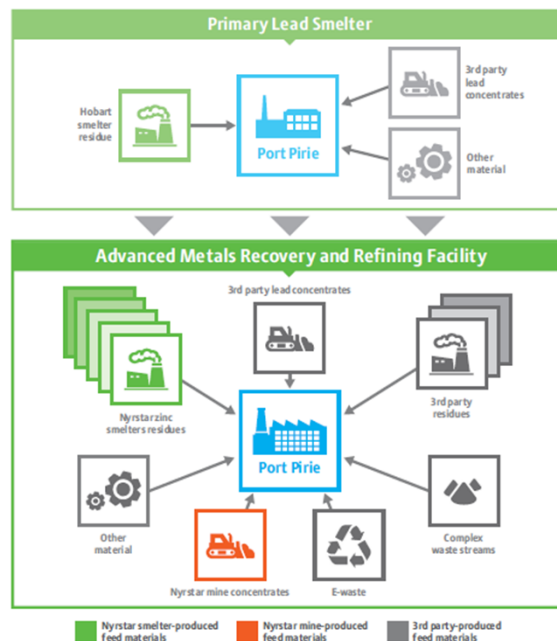 Primary Lead Smelter
Hobart
smelter
residue
Port Pirie
3rd party
lead
concentrates
Other
material
Advanced Metals Recovery and Refining Facility
3rd party lead concentrates
Nyrstar zinc
smelters residues
3rd party
residues
Port Pirie
Other
material
Nyrstar mine concentrates
E-waste
Complex
waste streams
Nyrstar smelter-produced
feed materials
Nyrstar mine-produced
feed materials
3rd party-produced
feed materials